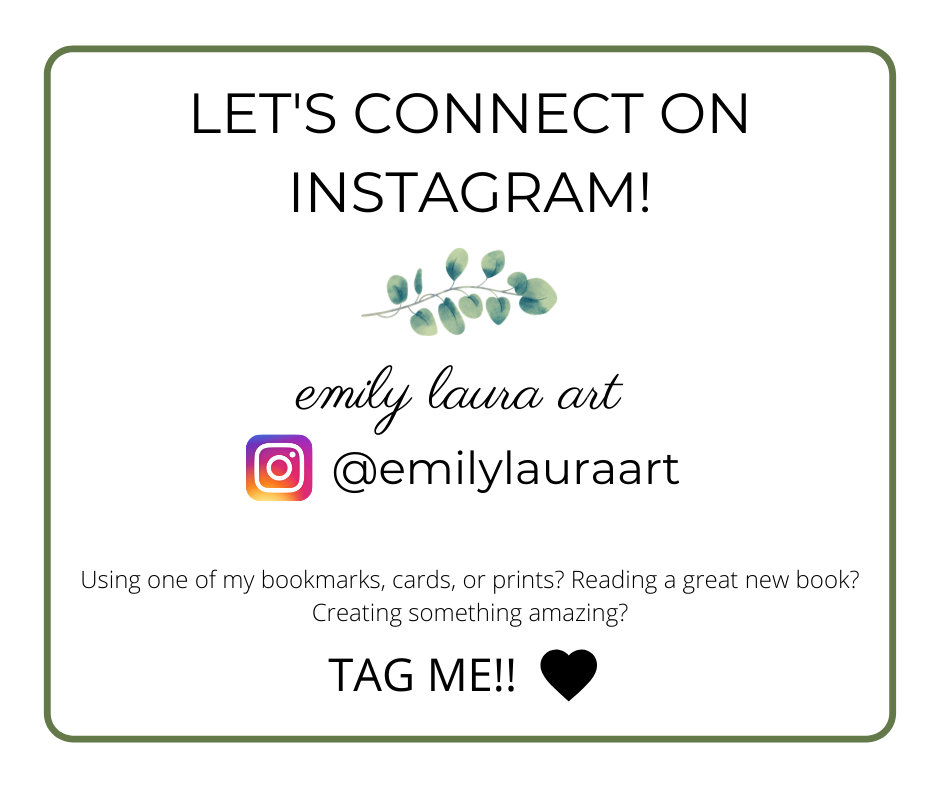 LET'S CONNECT ON
INSTAGRAM!
emily laura art
@emilylauraart
Using one of my bookmarks, cards, or prints? Reading a great new book?
Creating something amazing?
TAG ME!!